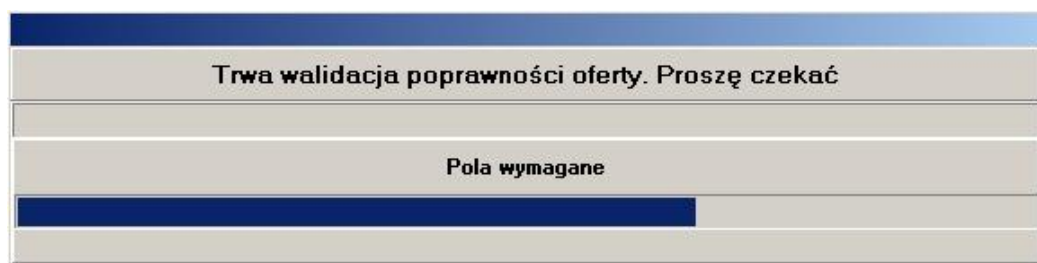 Trwa walidacja poprawności oferty. Proszę czekać
Pola wymagane